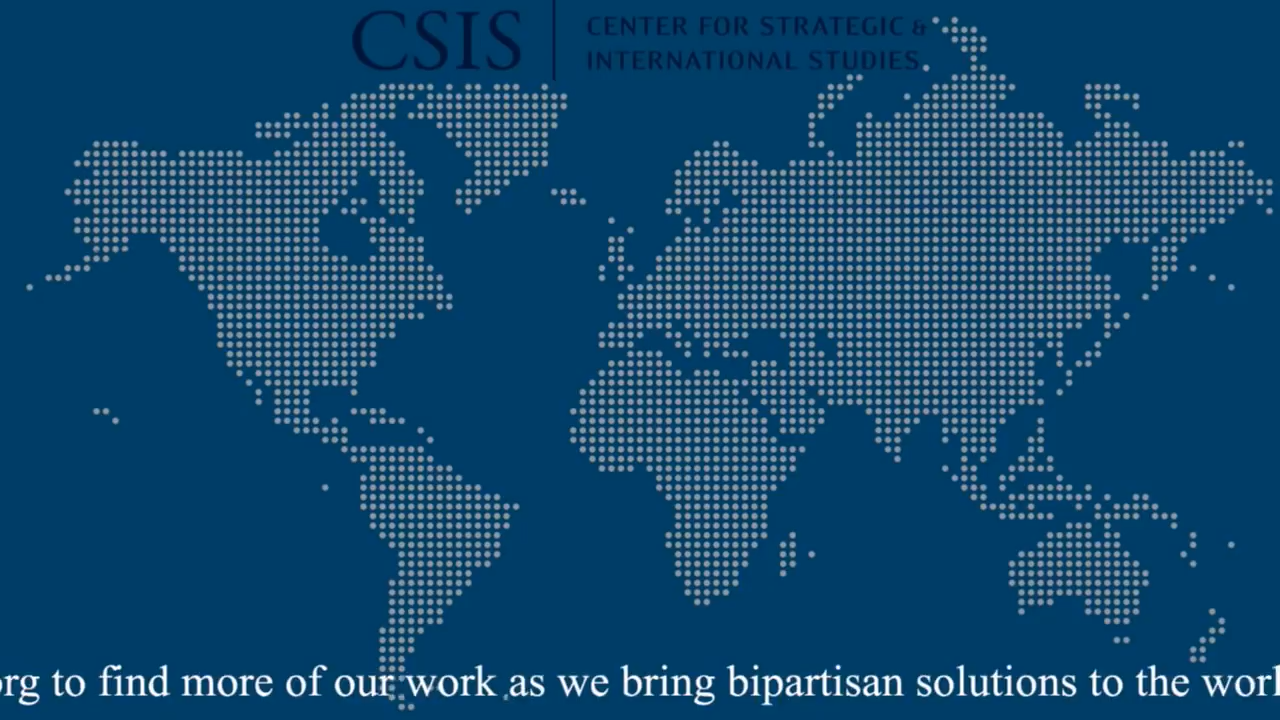 CSIS
CENTER FOR STRATEGIC &
INTERNATIONAL STUDIES
org to find more of our work as we bring bipartisan solutions to the worl